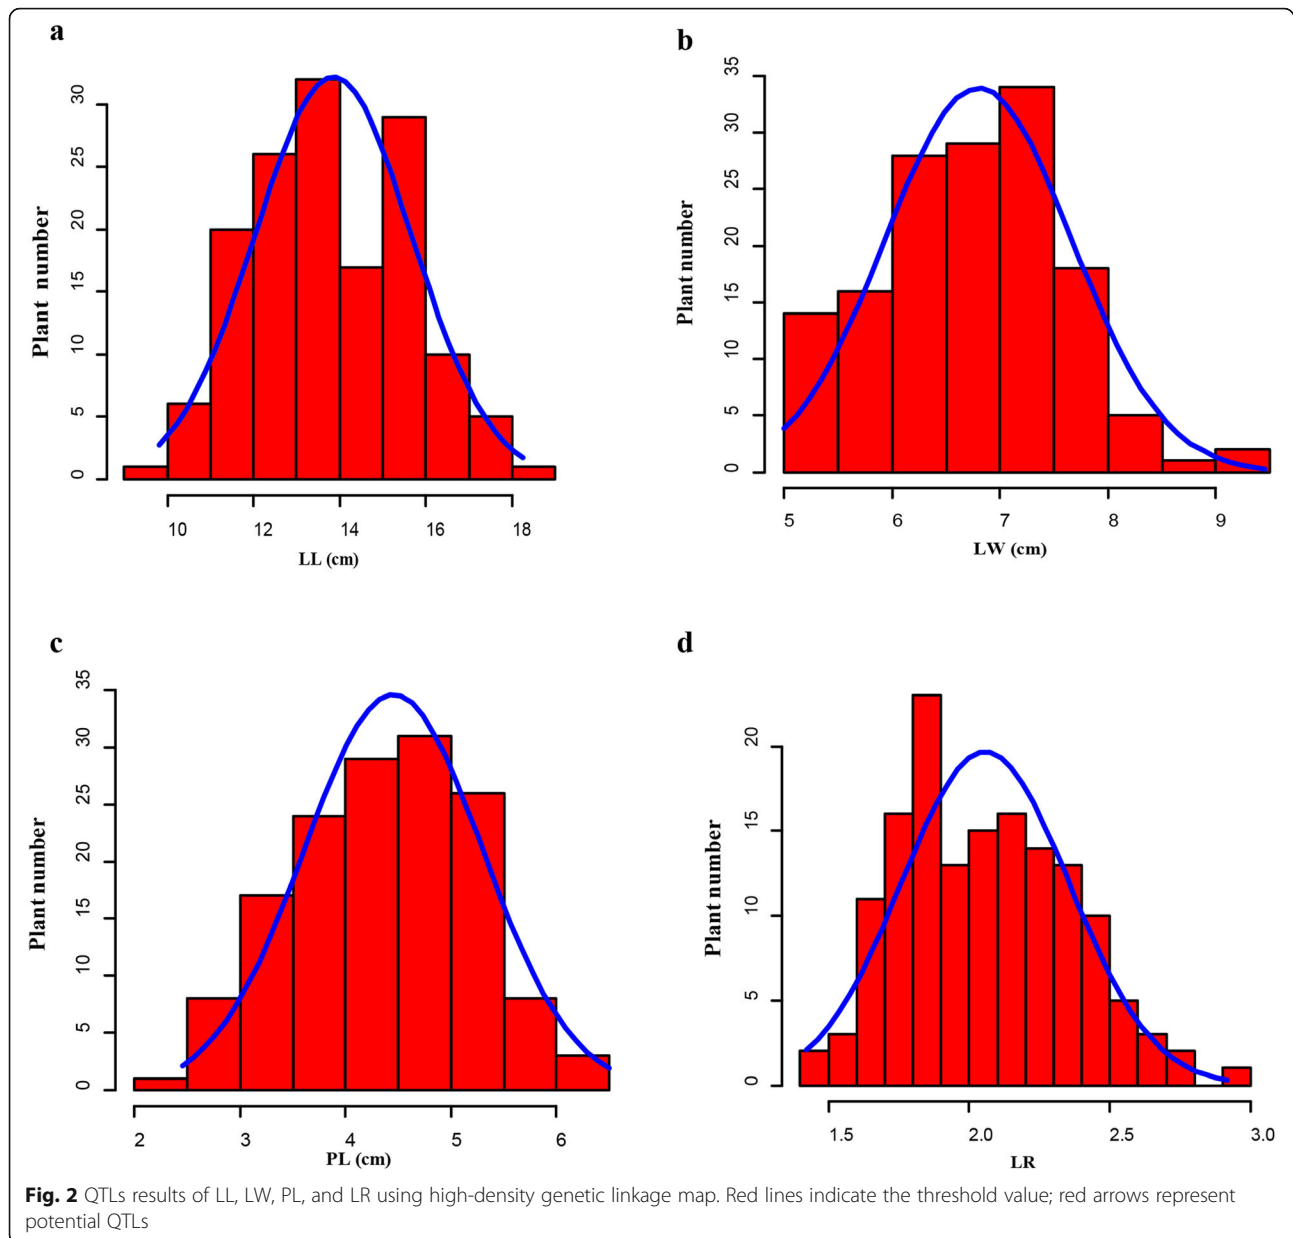 a
Plant number
0 5 10 15 20 25 30
10 12 14 16 18
LL (cm)
b
Plant number
0 5 10 15 20 25 30 35
5 6 7 8 9
LW (cm)
c
Plant number
0 5 10 15 20 25 30 35
2 3 4 5 6
PL (cm)
d
Plant number
0 5 10 15 20
1.5 2.0 2.5 3.0
LR
Fig. 2 QTLs results of LL, LW, PL, and LR using high-density genetic linkage map. Red lines indicate the threshold value; red arrows represent
potential QTLs